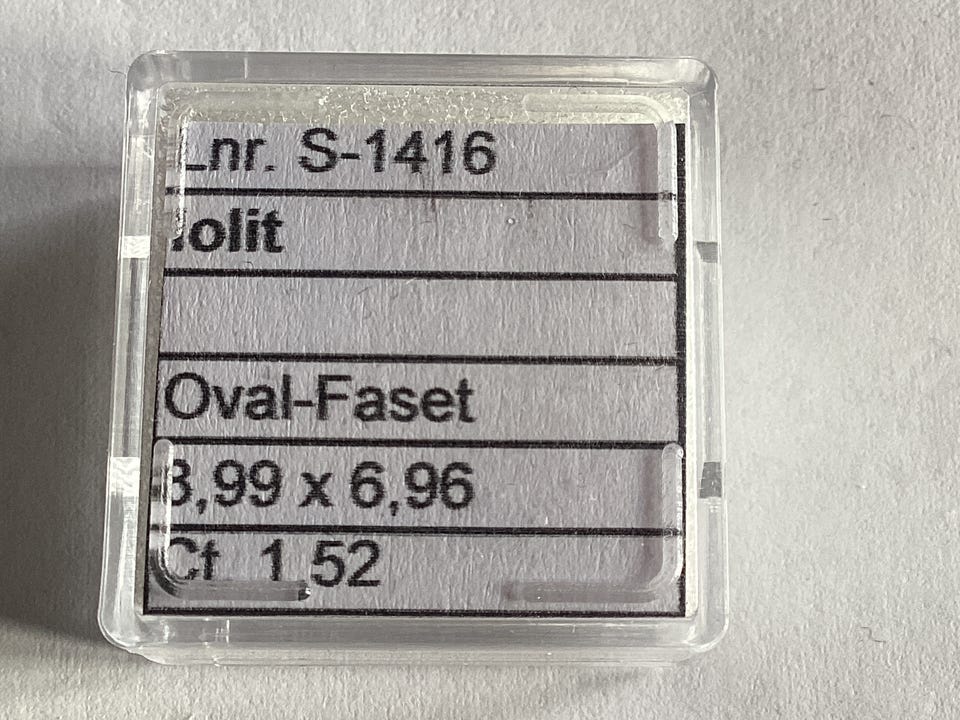 Lnr. S-1416
Iolit
Oval-Faset
8,99 x 6,96
Ct 1,52